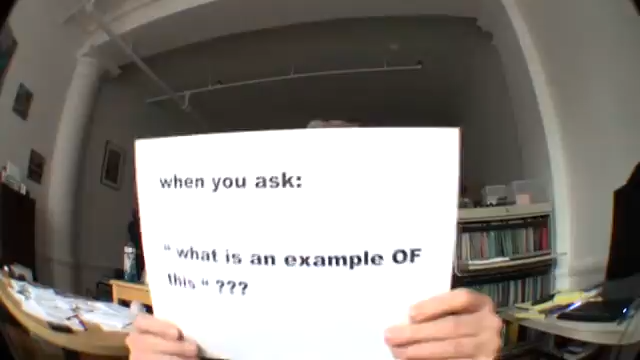 when you ask:
“ what is an example OF
this “ ???